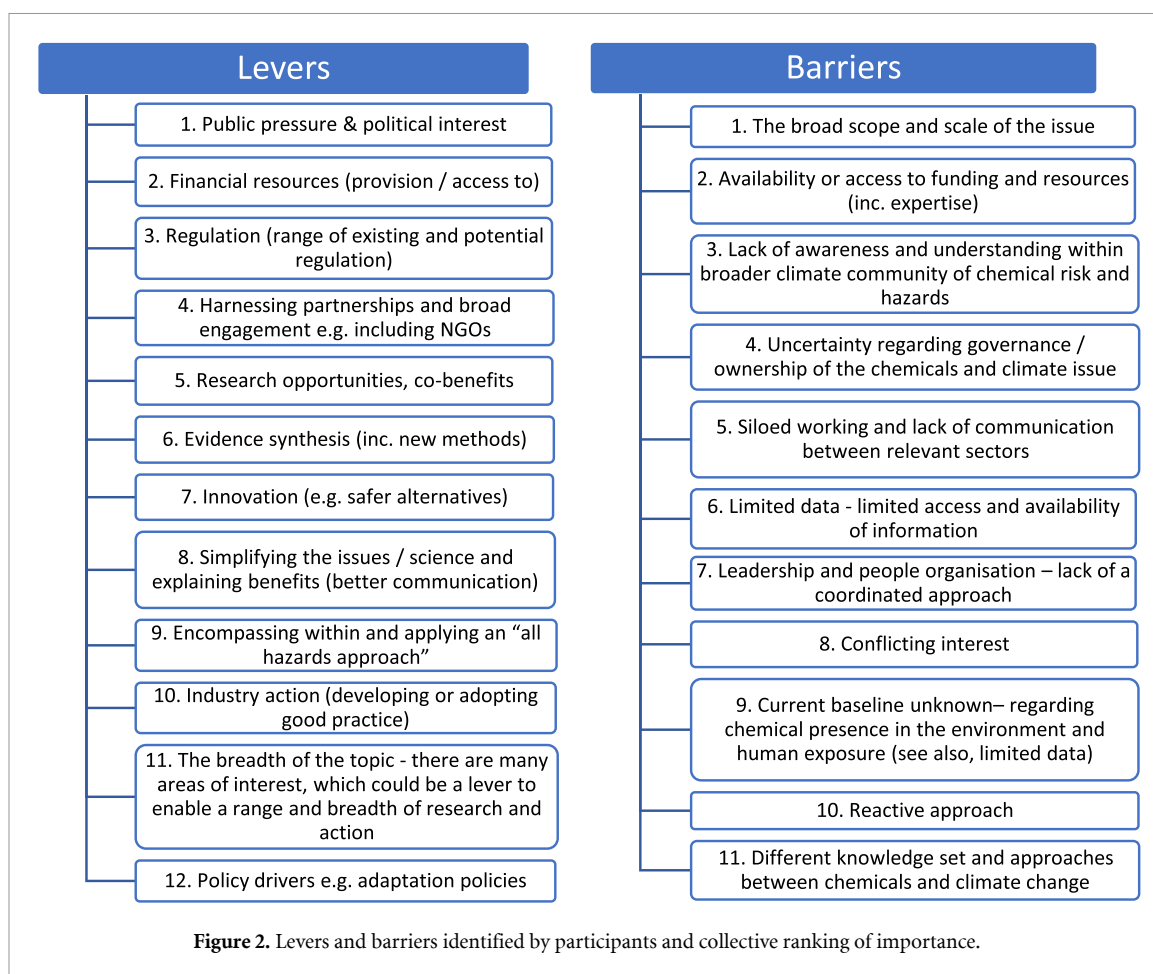 Levers
1. Public pressure & political interest
2. Financial resources (provision / access to)
3. Regulation (range of existing and potential
regulation)
4. Harnessing partnerships and broad
engagement e.g. including NGOs
5. Research opportunities, co-benefits
6. Evidence synthesis (inc. new methods)
7. Innovation (e.g. safer alternatives)
8. Simplifying the issues / science and
explaining benefits (better communication)
9. Encompassing within and applying an “all
hazards approach”
10. Industry action (developing or adopting
good practice)
11. The breadth of the topic - there are many
areas of interest, which could be a lever to
enable a range and breadth of research and
action
12. Policy drivers e.g. adaptation policies
Barriers
1. The broad scope and scale of the issue
2. Availability or access to funding and resources
(inc. expertise)
3. Lack of awareness and understanding within
broader climate community of chemical risk and
hazards
4. Uncertainty regarding governance /
ownership of the chemicals and climate issue
5. Siloed working and lack of communication
between relevant sectors
6. Limited data - limited access and availability
of information
7. Leadership and people organisation – lack of a
coordinated approach
8. Conflicting interest
9. Current baseline unknown– regarding
chemical presence in the environment and
human exposure (see also, limited data)
10. Reactive approach
11. Different knowledge set and approaches
between chemicals and climate change
Figure 2. Levers and barriers identified by participants and collective ranking of importance.